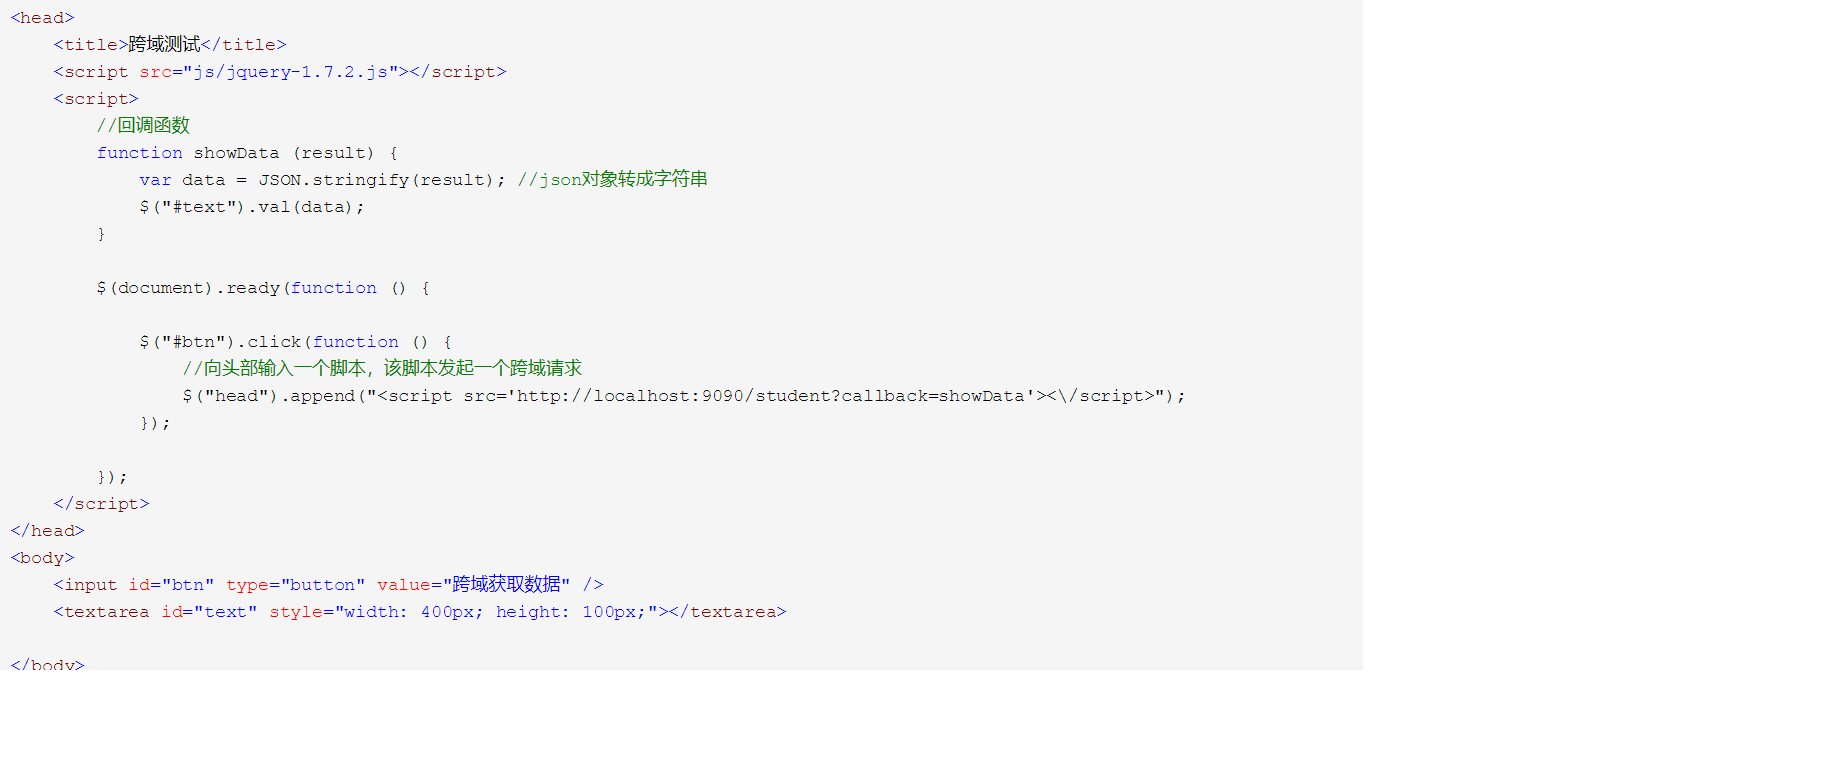 <head>
    <title>跨域测试</title>
    <script src="js/jquery-1.7.2.js"></script>
    <script>
        //回调函数
        function showData (result) {
            var data = JSON.stringify(result); //json对象转成字符串
            $("#text").val(data);
        }
        $(document).ready(function () {
            $("#btn").click(function () {
                //向头部输入一个脚本，该脚本发起一个跨域请求
                $("head").append("<script src='http://localhost:9090/student?callback=showData'><\/script>");
            });
        });
    </script>
</head>
<body>
    <input id="btn" type="button" value="跨域获取数据" />
    <textarea id="text" style="width: 400px; height: 100px;"></textarea>
</body>